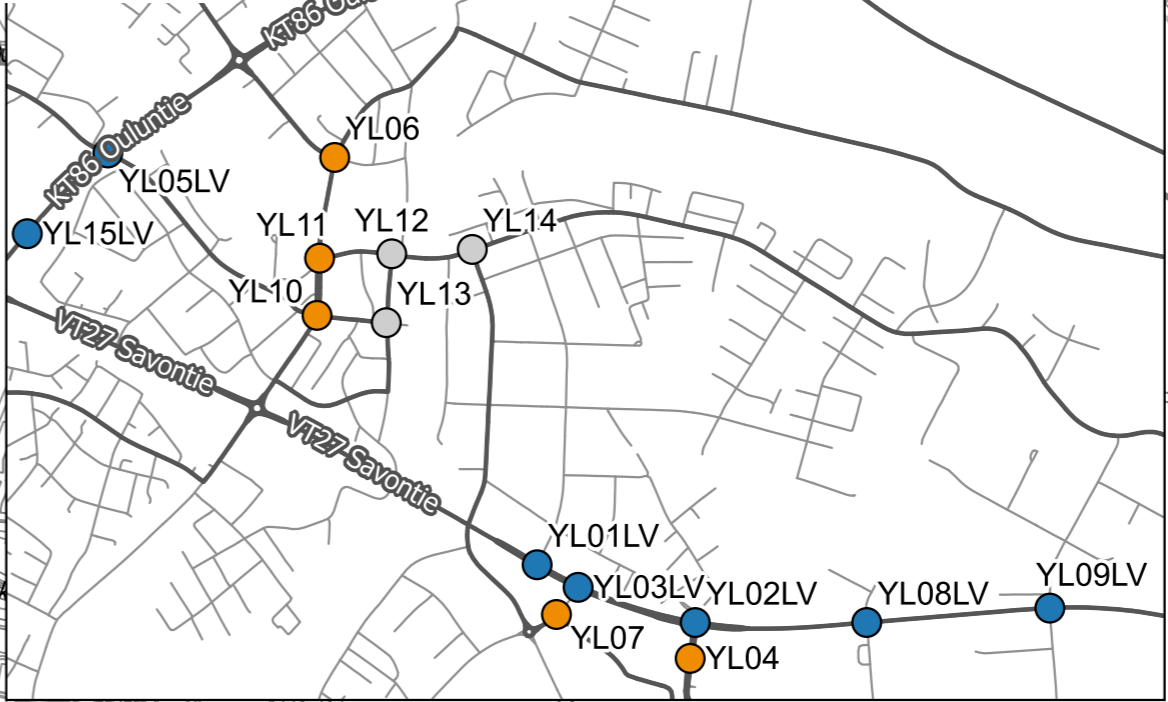 KT86 Oul
YL06
KT86 Ouluntie
YL05LV
YL15LV
YL11
YL12
YL14
YL10
YL13
VT27 Savontie
VT27 Savontie
YL01LV
YL03LV
YL02LV
YL08LV
YL09LV
YL07
YL04